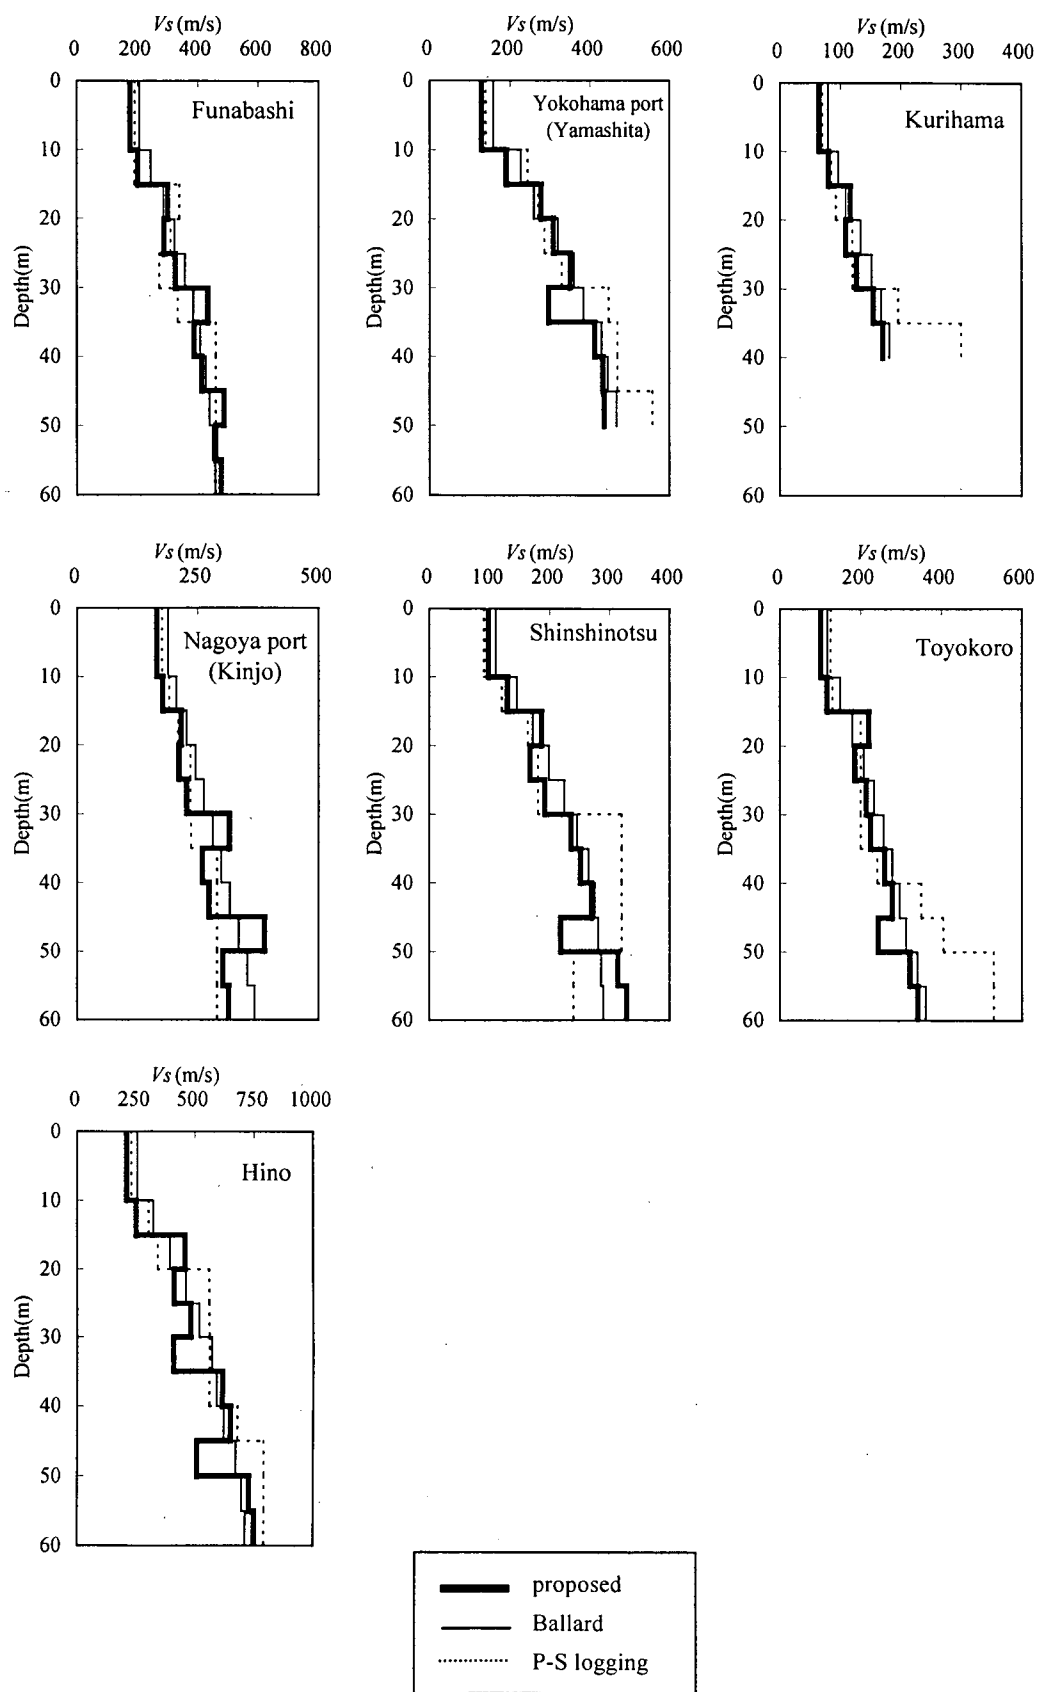 Vs (m/s)
0 200 400 600 800
0
10
20
30
40
50
60
Depth(m)
Funabashi
Vs (m/s)
0 200 400 600
0
10
20
30
40
50
60
Depth(m)
Yokohama port
(Yamashita)
Vs (m/s)
0 100 200 300 400
0
10
20
30
40
50
60
Depth(m)
Kurihama
Vs (m/s)
0 250 500
0
10
20
30
40
50
60
Depth(m)
Nagoya port
(Kinjo)
Vs (m/s)
0 100 200 300 400
0
10
20
30
40
50
60
Depth(m)
Shinshinotsu
Vs (m/s)
0 200 400 600
0
10
20
30
40
50
60
Depth(m)
Toyokoro
Vs (m/s)
0 250 500 750 1000
0
10
20
30
40
50
60
Depth(m)
Hino
proposed
Ballard
P-S logging